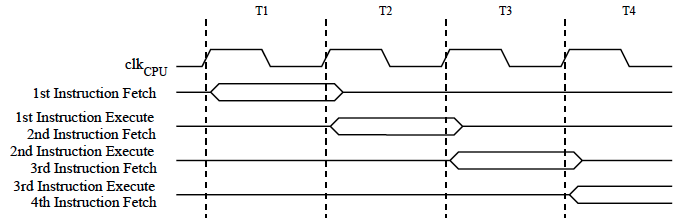 T1 T2 T3 T4
clkCPU
1st Instruction Fetch
1st Instruction Execute
2nd Instruction Fetch
2nd Instruction Execute
3rd Instruction Fetch
3rd Instruction Execute
4th Instruction Fetch